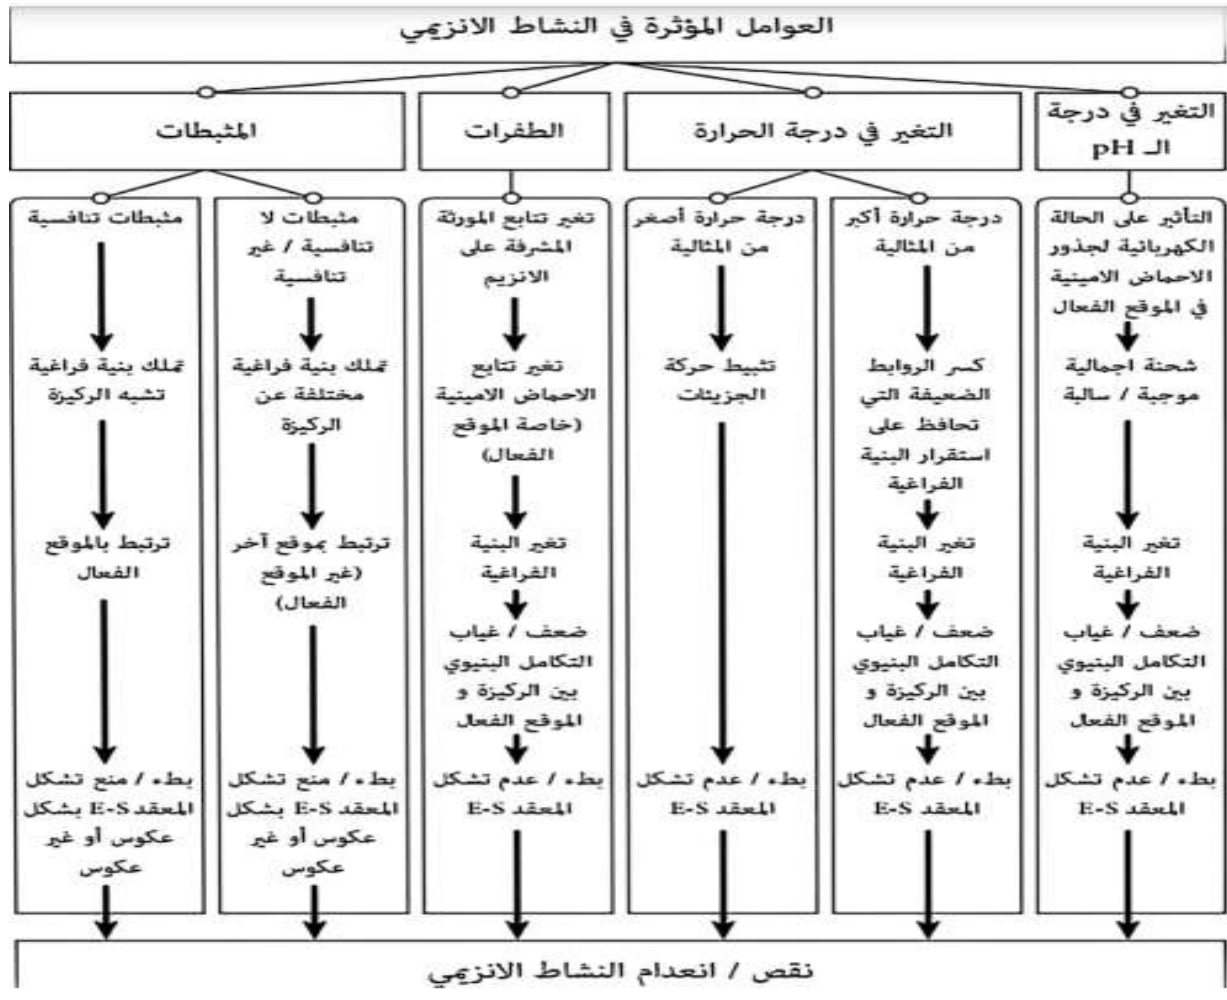 العوامل المؤثرة في النشاط الانزيمي
التغير في درجة
الـ pH
التغير في درجة الحرارة
الطفرات
المثبطات
التأثير على الحالة
الكهربائية لجذور
الاحماض الامينية
في الموقع الفعال
شحنة اجمالية
موجبة / سالبة
تغير البنية
الفراغية
ضعف / غياب
التكامل البنيوي
بين الركيزة و
الموقع الفعال
بطء / عدم تشكل
المعقد E-S
درجة حرارة أكبر
من المثالية
كسر الروابط
الضعيفة التي
تحافظ على
استقرار البنية
الفراغية
تغير البنية
الفراغية
ضعف / غياب
التكامل البنيوي
بين الركيزة و
الموقع الفعال
بطء / عدم تشكل
المعقد E-S
درجة حرارة أصغر
من المثالية
تثبيط حركة
الجزيئات
بطء / عدم تشكل
المعقد E-S
تغير تتابع المورثة
المشرفة على
الانزيم
تغير تتابع
الاحماض الامينية
(خاصة الموقع
الفعال)
تغير البنية
الفراغية
ضعف / غياب
التكامل البنيوي
بين الركيزة و
الموقع الفعال
بطء / عدم تشكل
المعقد E-S
مثبطات لا
تنافسية / غير
تنافسية
تملك بنية فراغية
مختلفة عن
الركيزة
ترتبط بموقع آخر
(غير الموقع
الفعال)
بطء / منع تشكل
المعقد E-S بشكل
عكوس أو غير
عكوس
مثبطات تنافسية
تملك بنية فراغية
تشبه الركيزة
ترتبط بالموقع
الفعال
بطء / منع تشكل
المعقد E-S بشكل
عكوس أو غير
عكوس
نقص / انعدام النشاط الانزيمي